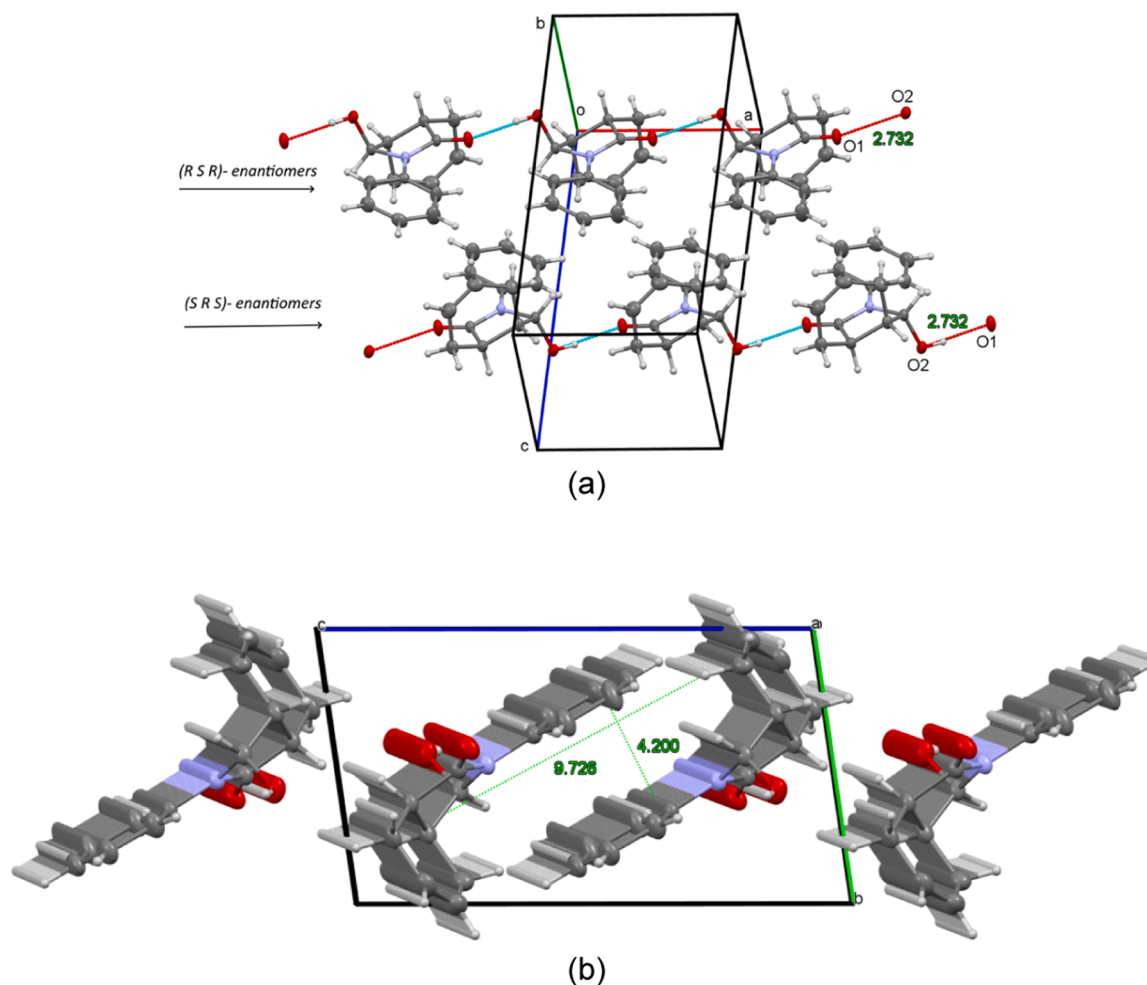 b
o
a
O2
O1
2.732
(R S R)- enantiomers
(S R S)- enantiomers
2.732
O1
O2
c
(a)
c
a
4.200
9.726
b
(b)